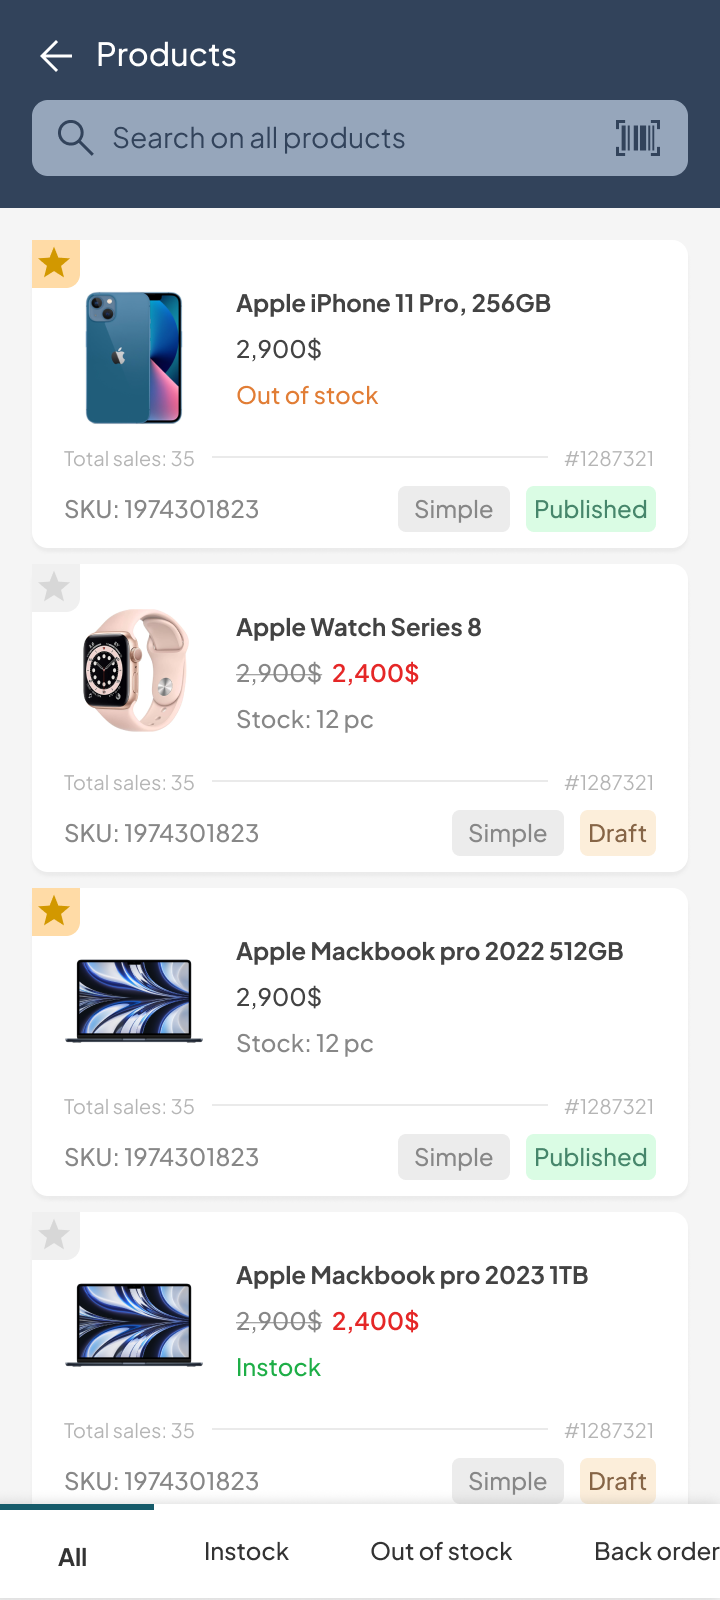 Products
Search on all products
Apple iPhone 11 Pro, 256GB
2,900$
Out of stock
Total sales: 35 #1287321
SKU: 1974301823 Simple Published
Apple Watch Series 8
2,900$ 2,400$
Stock: 12 pc
Total sales: 35 #1287321
SKU: 1974301823 Simple Draft
Apple Mackbook pro 2022 512GB
2,900$
Stock: 12 pc
Total sales: 35 #1287321
SKU: 1974301823 Simple Published
Apple Mackbook pro 2023 1TB
2,900$ 2,400$
Instock
Total sales: 35 #1287321
SKU: 1974301823 Simple Draft
All Instock Out of stock Back order